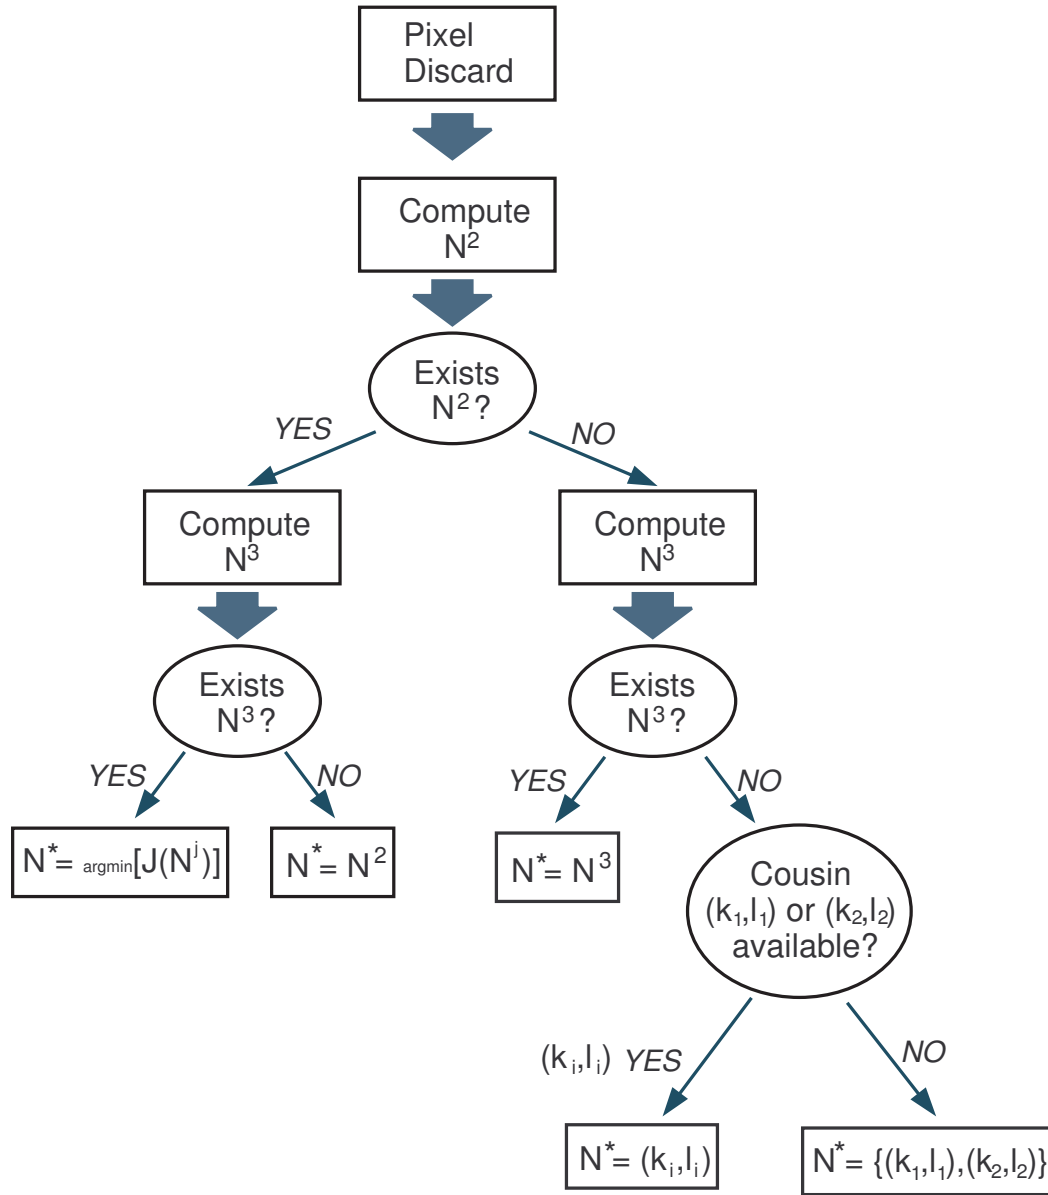 Pixel
Discard
Compute
N²
Exists
N²?
YES
NO
Compute
N³
Compute
N³
Exists
N³?
Exists
N³?
YES
NO
YES
NO
N*= argmin[J(Nʲ)]
N*= N²
N*= N³
Cousin
(k₁,l₁) or (k₂,l₂)
available?
(kᵢ,lᵢ) YES
NO
N*= (kᵢ,lᵢ)
N*= {(k₁,l₁),(k₂,l₂)}